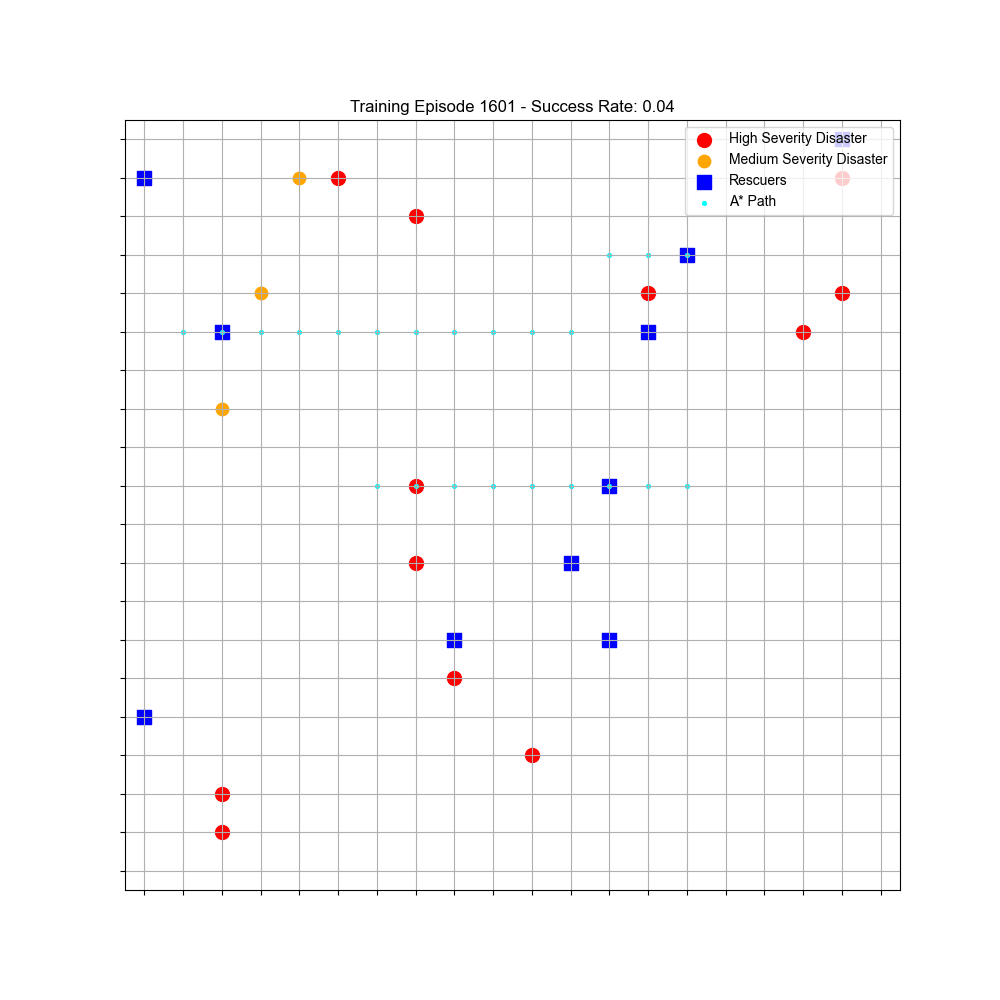 Training Episode 1601 - Success Rate: 0.04
High Severity Disaster
Medium Severity Disaster
Rescuers
A* Path